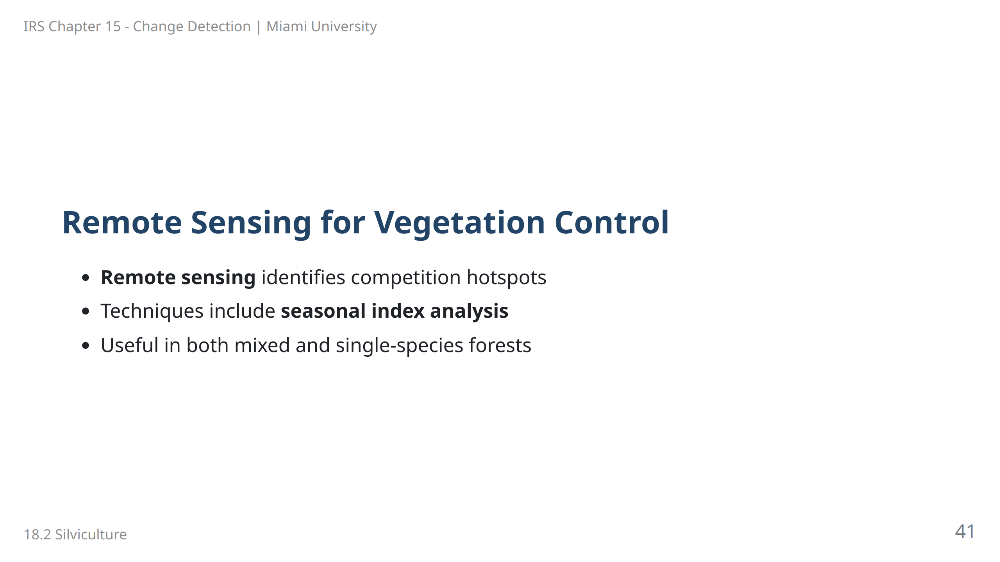 IRS Chapter 15 - Change Detection | Miami University
Remote Sensing for Vegetation Control
• Remote sensing identifies competition hotspots
• Techniques include seasonal index analysis
• Useful in both mixed and single-species forests
18.2 Silviculture
41